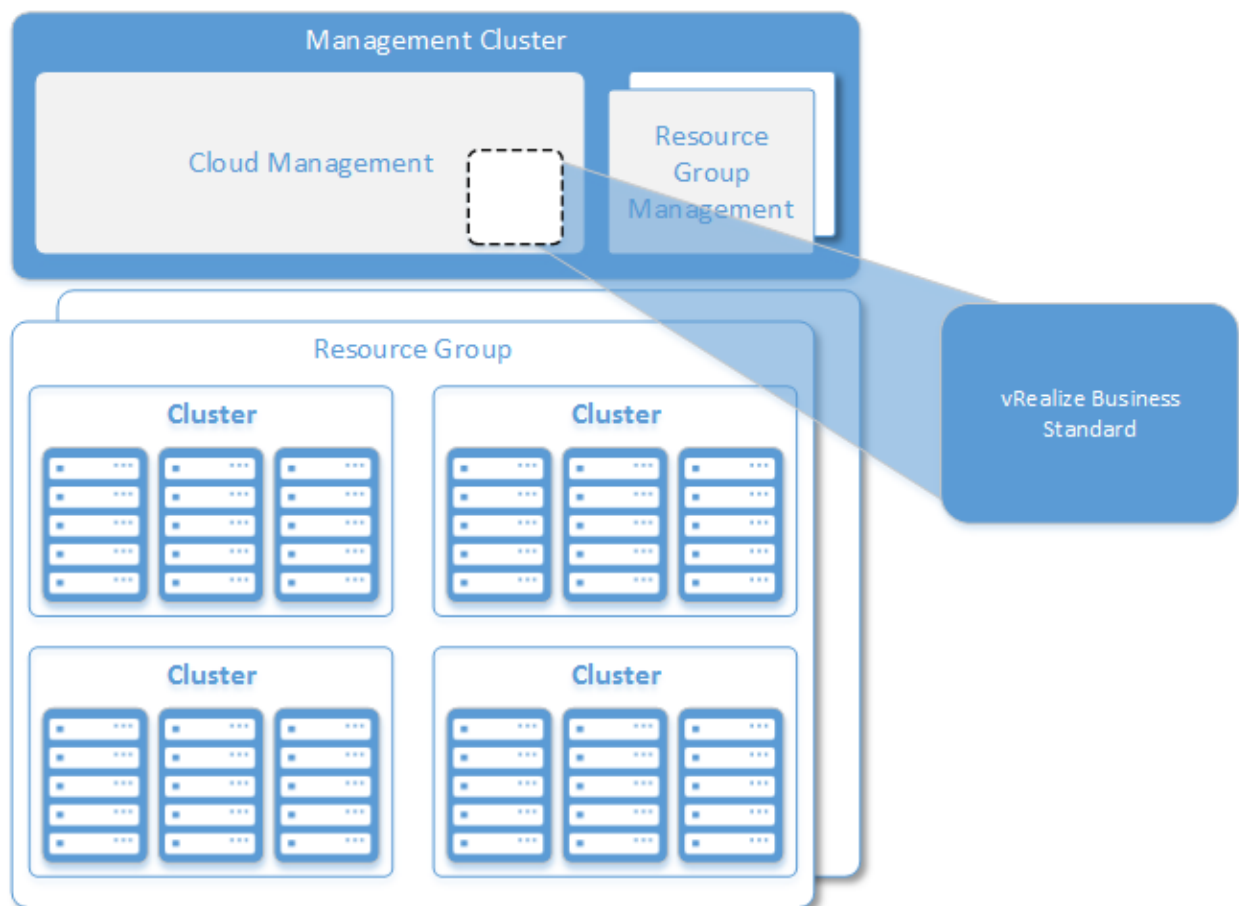 Management Cluster
Cloud Management
Resource
Group
Management
vRealize Business
Standard
Resource Group
Cluster
Cluster
Cluster
Cluster